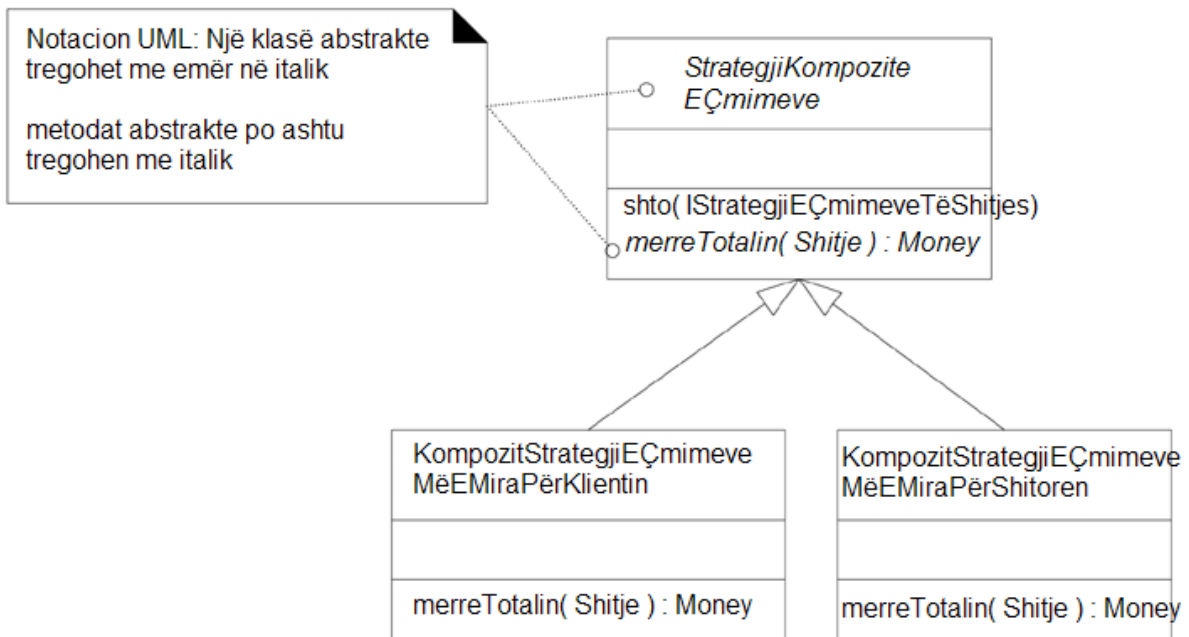 Notacion UML: Një klasë abstrakte
tregohet me emër në italik
metodat abstrakte po ashtu
tregohen me italik
StrategjiKompozite
EÇmimeve
shto( IStrategjiEÇmimeveTëShitjes)
merreTotalin( Shitje ) : Money
KompozitStrategjiEÇmimeve
MëEMiraPërKlientin
merreTotalin( Shitje ) : Money
KompozitStrategjiEÇmimeve
MëEMiraPërShitoren
merreTotalin( Shitje ) : Money